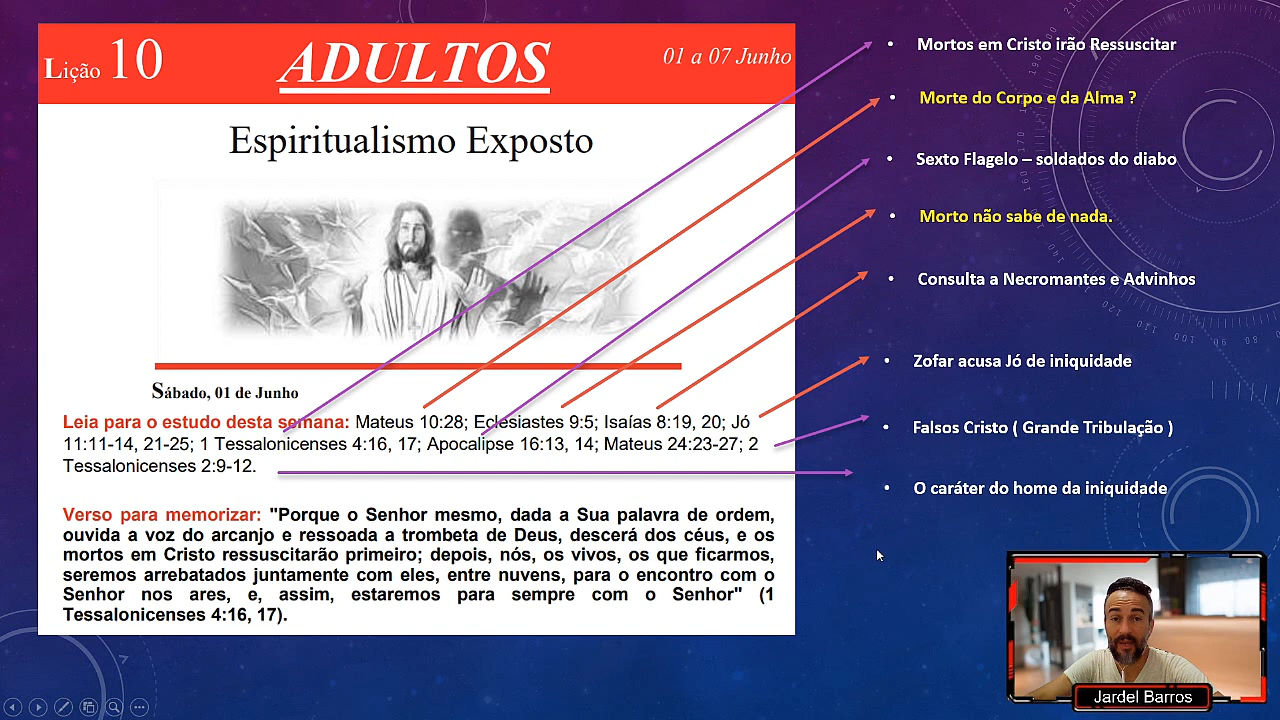 Lição 10
ADULTOS
01 a 07 Junho
Espiritualismo Exposto
Sábado, 01 de Junho
Leia para o estudo desta semana: Mateus 10:28; Eclesiastes 9:5; Isaías 8:19, 20; Jó
11:11-14, 21-25; 1 Tessalonicenses 4:16, 17; Apocalipse 16:13, 14; Mateus 24:23-27; 2
Tessalonicenses 2:9-12.
Verso para memorizar: "Porque o Senhor mesmo, dada a Sua palavra de ordem,
ouvida a voz do arcanjo e ressoada a trombeta de Deus, descerá dos céus, e os
mortos em Cristo ressuscitarão primeiro; depois, nós, os vivos, os que ficarmos,
seremos arrebatados juntamente com eles, entre nuvens, para o encontro com o
Senhor nos ares, e, assim, estaremos para sempre com o Senhor" (1
Tessalonicenses 4:16, 17).
• Mortos em Cristo irão Ressuscitar
• Morte do Corpo e da Alma ?
• Sexto Flagelo – soldados do diabo
• Morto não sabe de nada.
• Consulta a Necromantes e Advinhos
• Zofar acusa Jó de iniquidade
• Falsos Cristo ( Grande Tribulação )
• O caráter do home da iniquidade
Jardel Barros